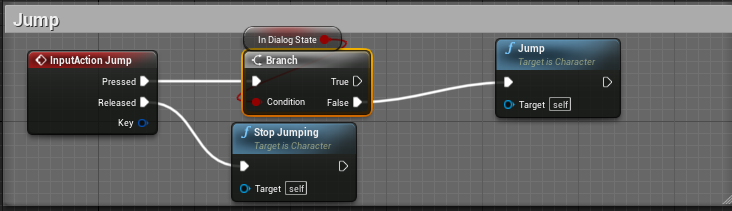 Jump
In Dialog State
InputAction Jump
Pressed
Released
Key
Branch
True
Condition
False
Jump
Target is Character
Target self
Stop Jumping
Target is Character
Target self